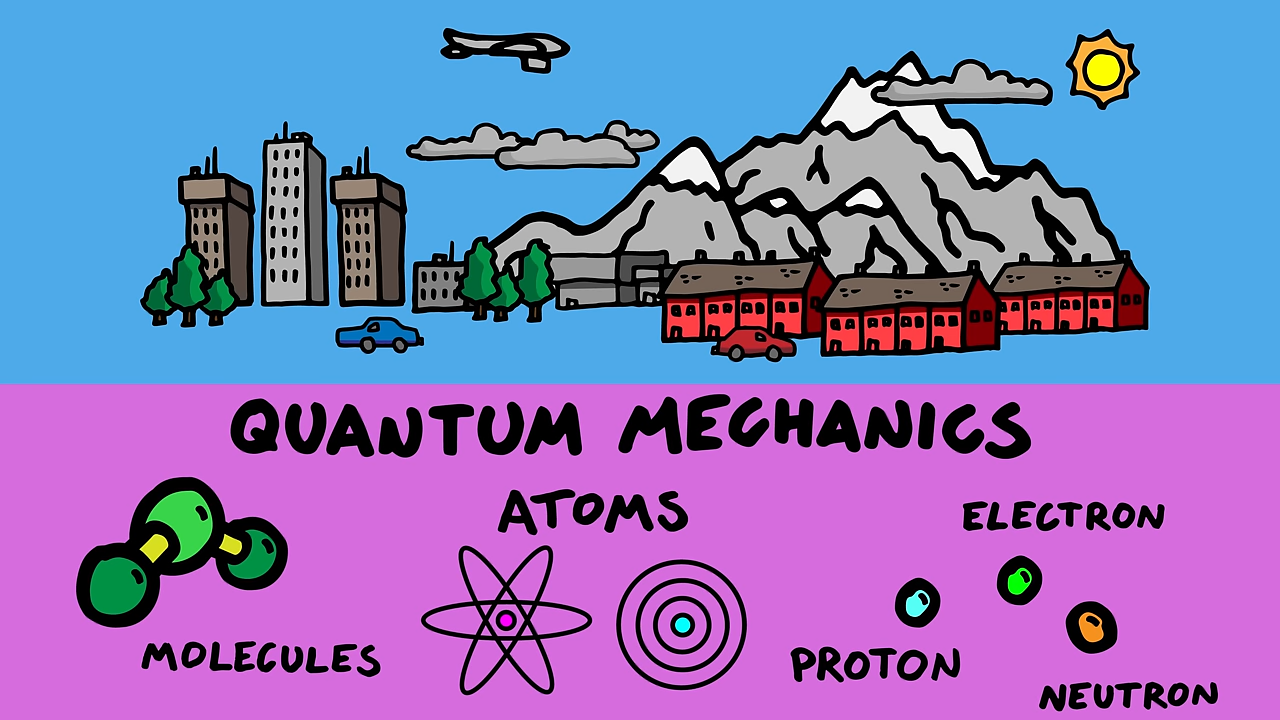 QUANTUM MECHANICS
ATOMS
ELECTRON
MOLECULES
PROTON
NEUTRON